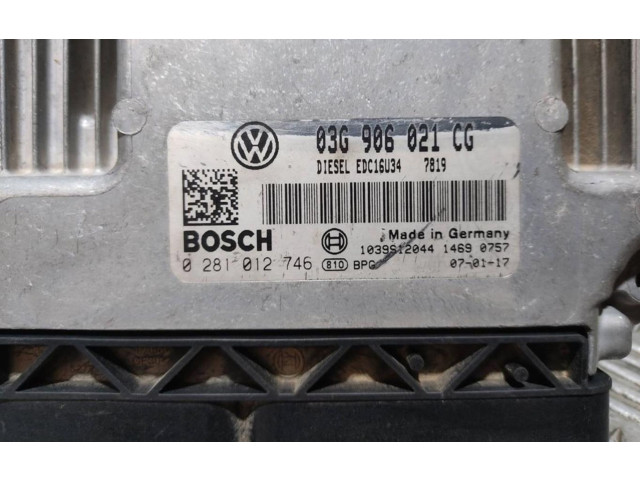 03G 906 021 CG
DIESEL EDC16U34 7819
BOSCH
Made in Germany
1039S12044 1469 0757
0 281 012 746 810 BPG 07-01-17